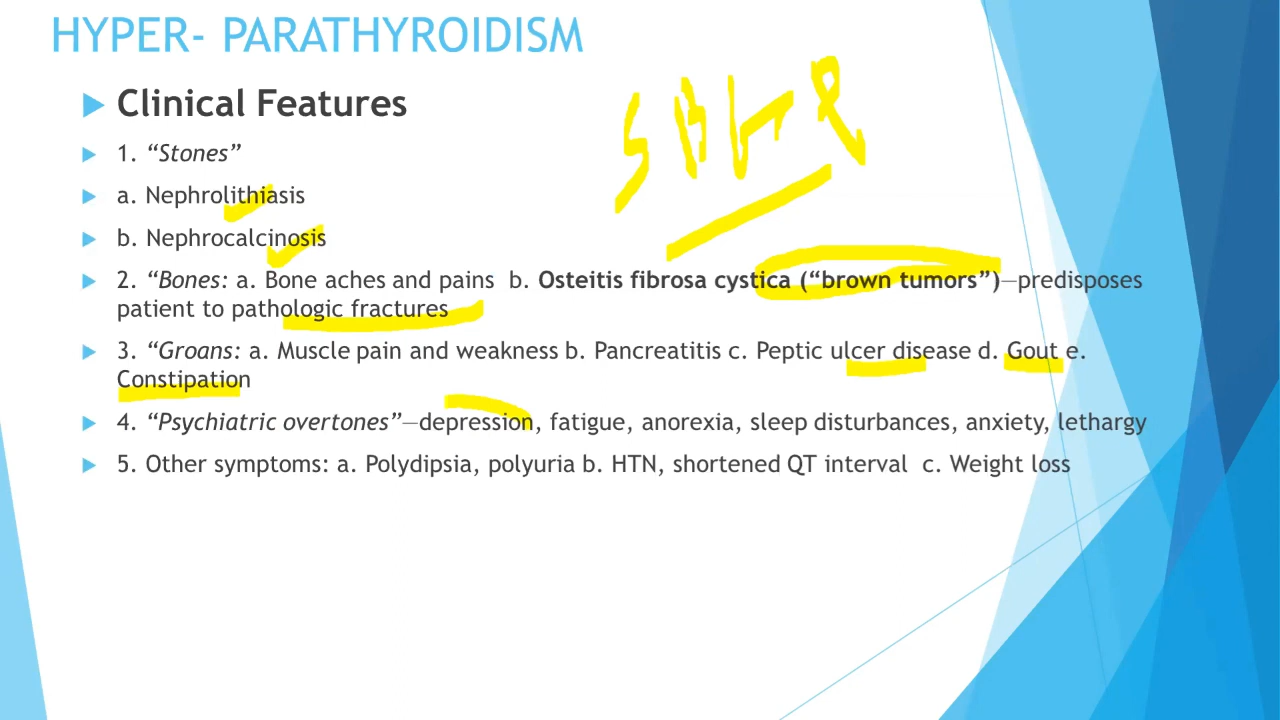 HYPER- PARATHYROIDISM
Clinical Features
1. “Stones”
a. Nephrolithiasis
b. Nephrocalcinosis
2. “Bones: a. Bone aches and pains b. Osteitis fibrosa cystica (“brown tumors”)—predisposes
patient to pathologic fractures
3. “Groans: a. Muscle pain and weakness b. Pancreatitis c. Peptic ulcer disease d. Gout e.
Constipation
4. “Psychiatric overtones”—depression, fatigue, anorexia, sleep disturbances, anxiety, lethargy
5. Other symptoms: a. Polydipsia, polyuria b. HTN, shortened QT interval c. Weight loss